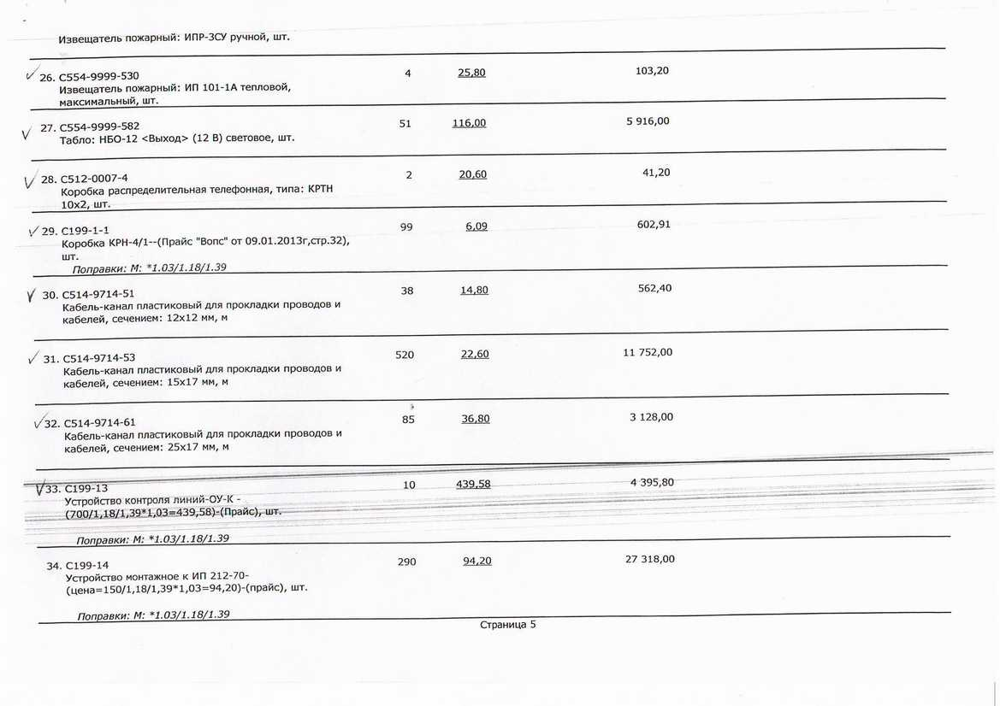 Извещатель пожарный: ИПР-3СУ ручной, шт.
26. С554-9999-530 4 25,80 103,20
Извещатель пожарный: ИП 101-1А тепловой,
максимальный, шт.
27. С554-9999-582 51 116,00 5 916,00
Табло: НБО-12 <Выход> (12 В) световое, шт.
28. С512-0007-4 2 20,60 41,20
Коробка распределительная телефонная, типа: КРТН
10х2, шт.
29. С199-1-1 99 6,09 602,91
Коробка КРН-4/1--(Прайс "Вопс" от 09.01.2013г,стр.32),
шт.
Поправки: М: *1.03/1.18/1.39
30. С514-9714-51 38 14,80 562,40
Кабель-канал пластиковый для прокладки проводов и
кабелей, сечением: 12х12 мм, м
31. С514-9714-53 520 22,60 11 752,00
Кабель-канал пластиковый для прокладки проводов и
кабелей, сечением: 15х17 мм, м
32. С514-9714-61 85 36,80 3 128,00
Кабель-канал пластиковый для прокладки проводов и
кабелей, сечением: 25х17 мм, м
33. С199-13 10 439,58 4 395,80
Устройство контроля линий-ОУ-К -
(700/1,18/1,39*1,03=439,58)-(Прайс), шт.
Поправки: М: *1.03/1.18/1.39
34. С199-14 290 94,20 27 318,00
Устройство монтажное к ИП 212-70-
(цена=150/1,18/1,39*1,03=94,20)-(прайс), шт.
Поправки: М: *1.03/1.18/1.39
Страница 5